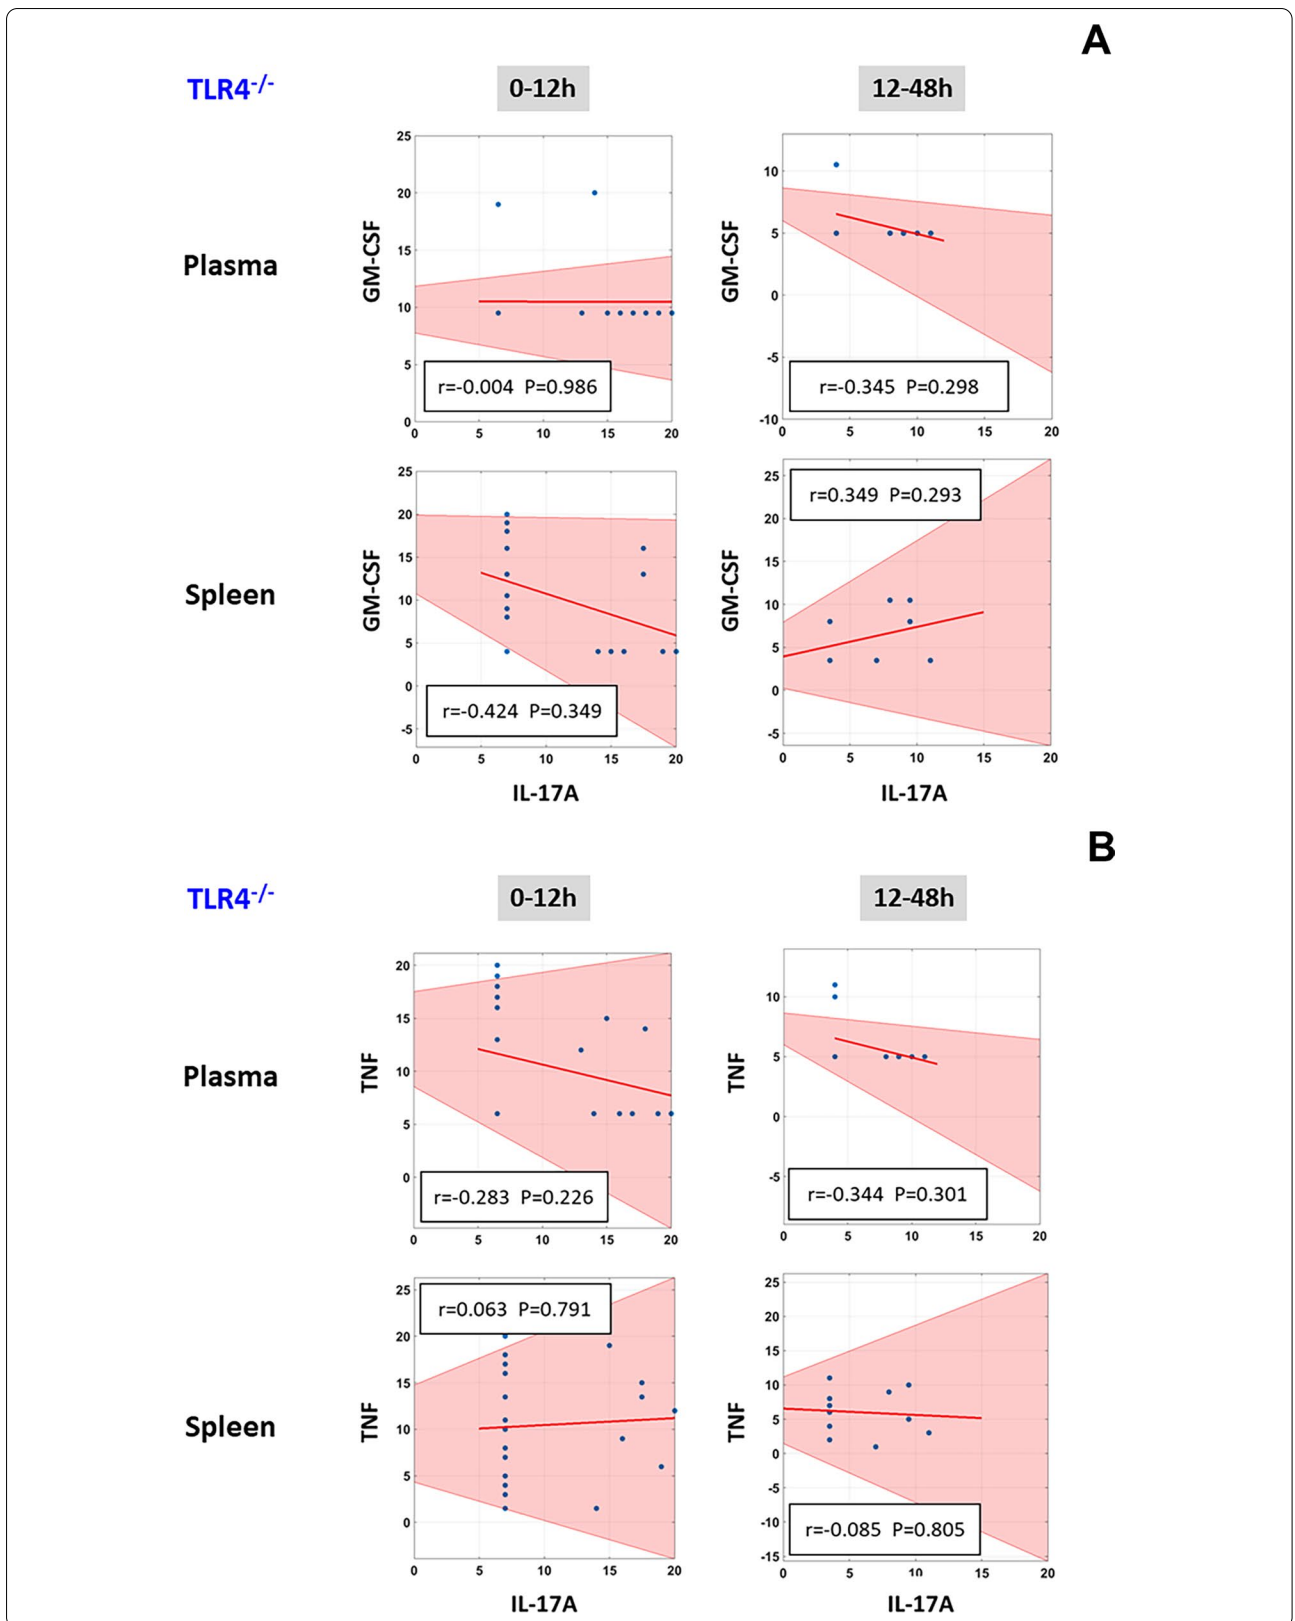 A
TLR4-/- 0-12h 12-48h
Plasma
GM-CSF
25
20
15
10
5
0
0 5 10 15 20
r=-0.004 P=0.986
GM-CSF
10
5
0
-5
-10
0 5 10 15 20
r=-0.345 P=0.298
Spleen
GM-CSF
25
20
15
10
5
0
-5
0 5 10 15 20
r=-0.424 P=0.349
IL-17A
GM-CSF
25
20
15
10
5
0
-5
0 5 10 15 20
r=0.349 P=0.293
IL-17A
B
TLR4-/- 0-12h 12-48h
Plasma
TNF
20
15
10
5
0
0 5 10 15 20
r=-0.283 P=0.226
TNF
10
5
0
-5
0 5 10 15 20
r=-0.344 P=0.301
Spleen
TNF
25
20
15
10
5
0
0 5 10 15 20
r=0.063 P=0.791
IL-17A
TNF
25
20
15
10
5
0
-5
-10
-15
0 5 10 15 20
r=-0.085 P=0.805
IL-17A